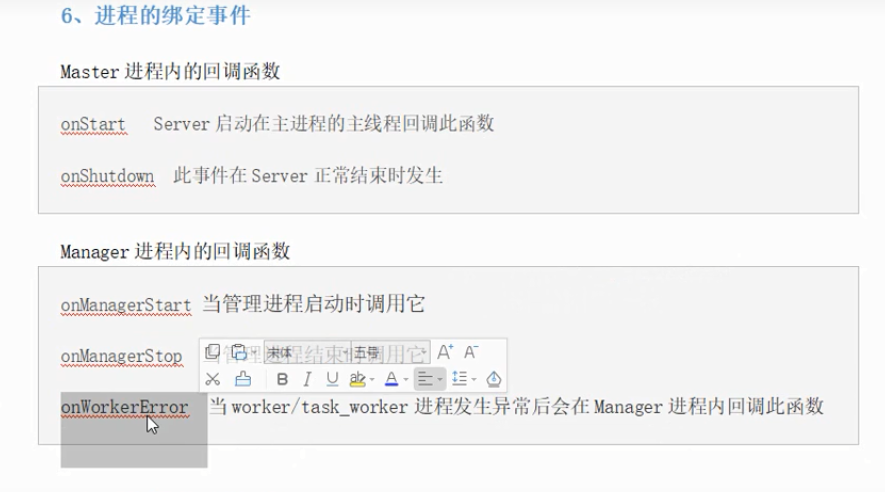 6、进程的绑定事件
Master 进程内的回调函数
onStart Server 启动在主进程的主线程回调此函数
onShutdown 此事件在 Server 正常结束时发生
Manager 进程内的回调函数
onManagerStart 当管理进程启动时调用它
onManagerStop 当管理进程结束时调用它
宋体 五号 A+ A-
B I U ab A
onWorkerError 当 worker/task_worker 进程发生异常后会在 Manager 进程内回调此函数